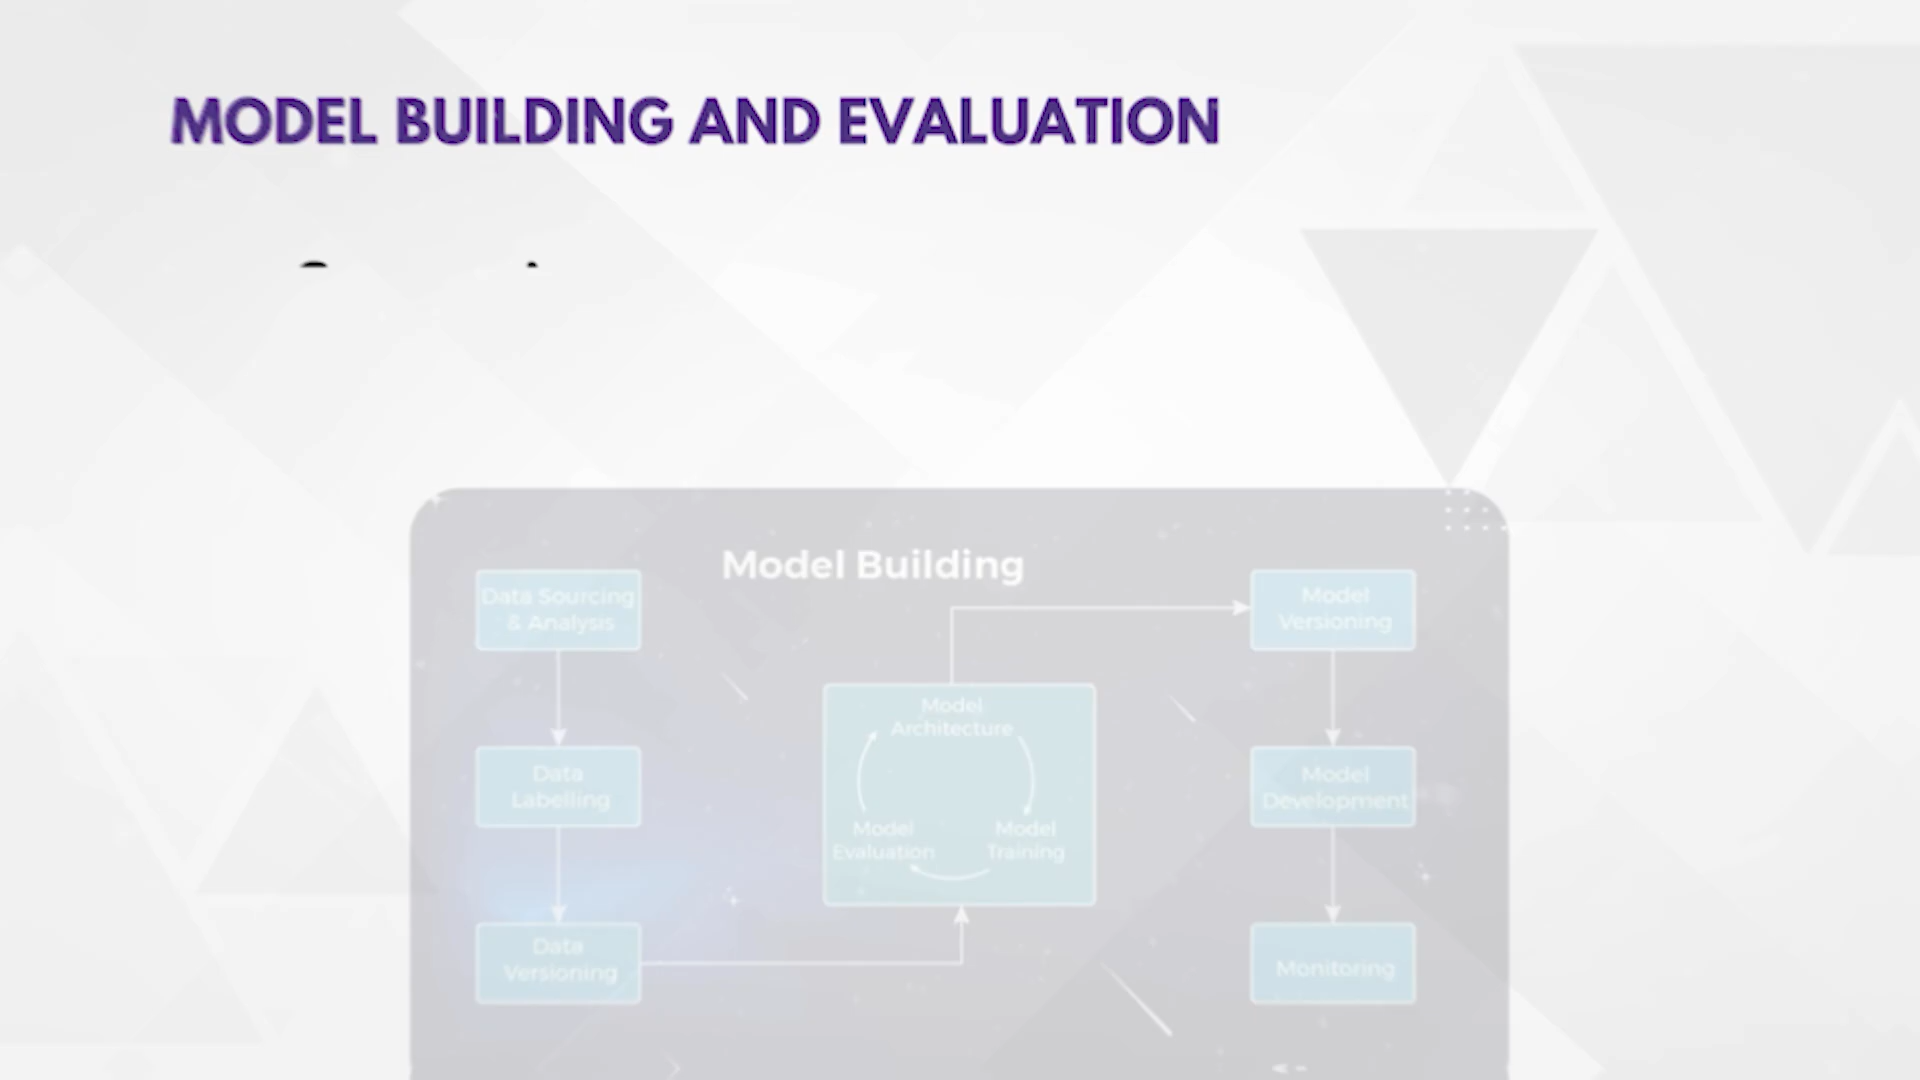 MODEL BUILDING AND EVALUATION
Model Building
Data Sourcing
& Analysis
Data
Labelling
Data
Versioning
Model
Architecture
Model
Evaluation
Model
Training
Model
Versioning
Model
Development
Monitoring